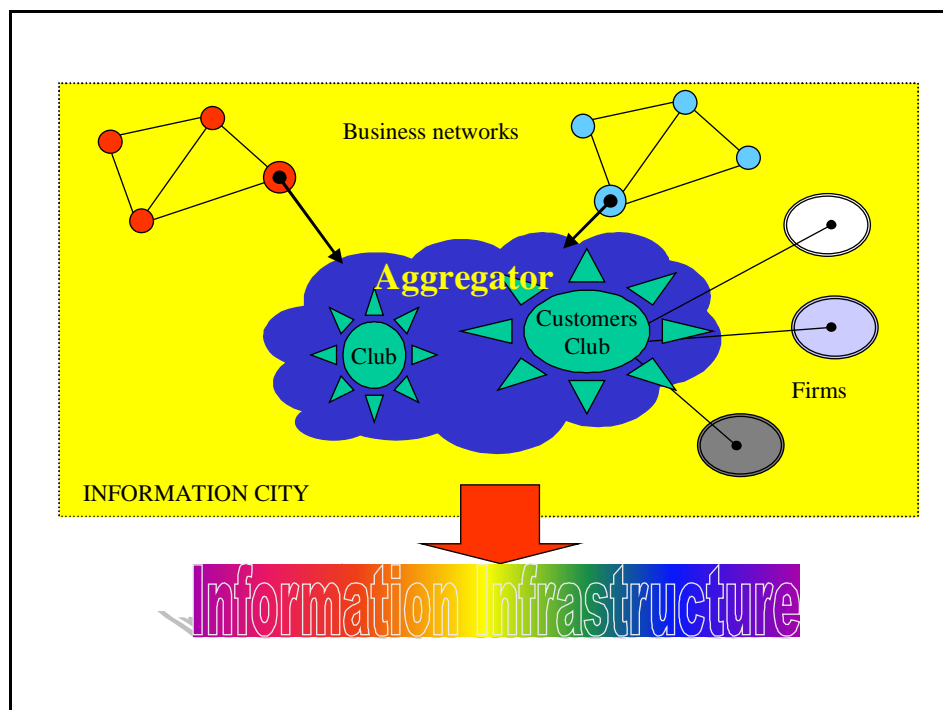 Business networks
Aggregator
Customers
Club
Club
Firms
INFORMATION CITY
Information Infrastructure